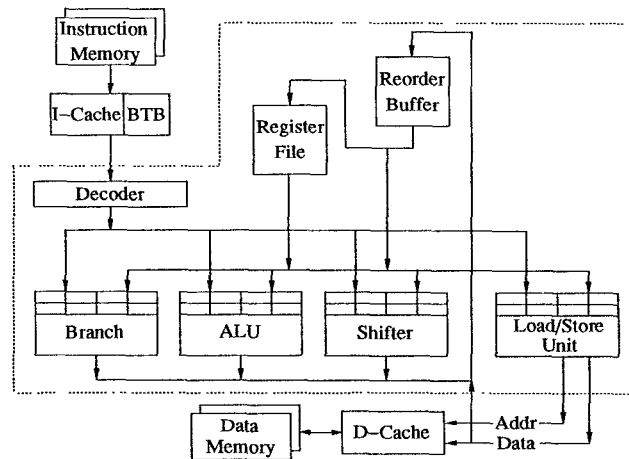 Instruction
Memory
I-Cache BTB
Decoder
Register
File
Reorder
Buffer
Branch
ALU
Shifter
Load/Store
Unit
Data
Memory
D-Cache
Addr
Data